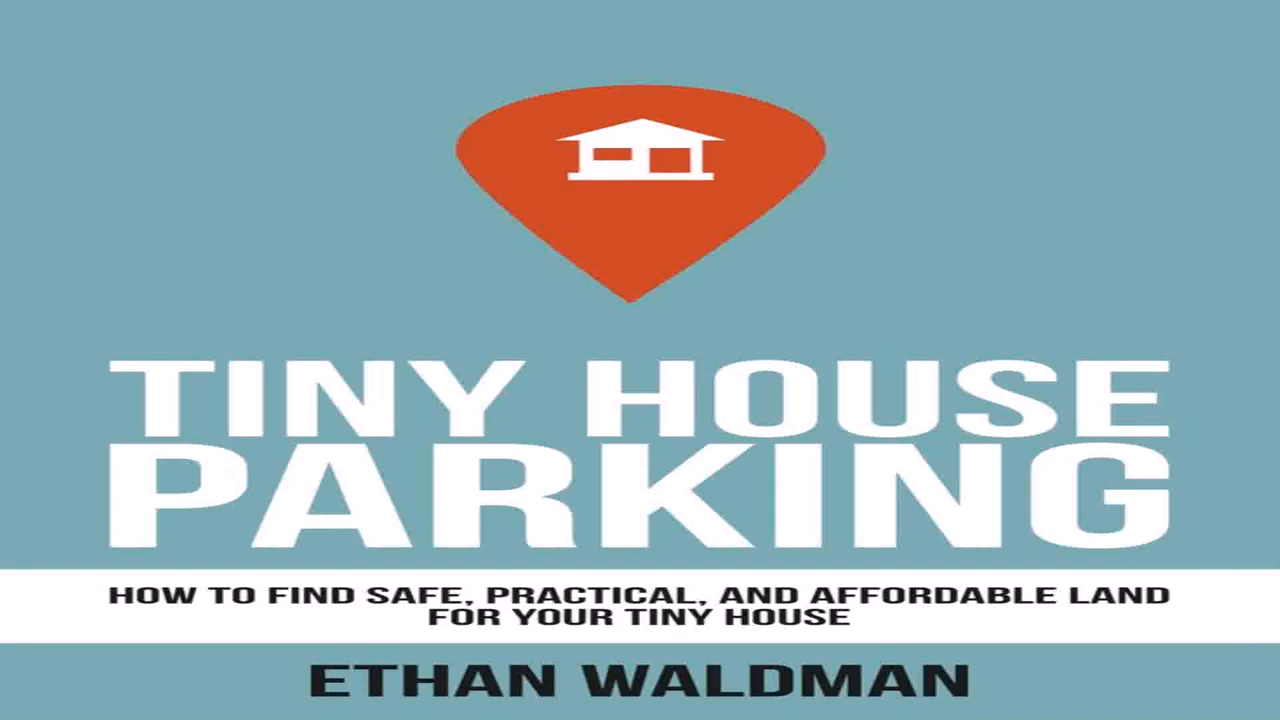 TINY HOUSE
PARKING
HOW TO FIND SAFE, PRACTICAL, AND AFFORDABLE LAND
FOR YOUR TINY HOUSE
ETHAN WALDMAN